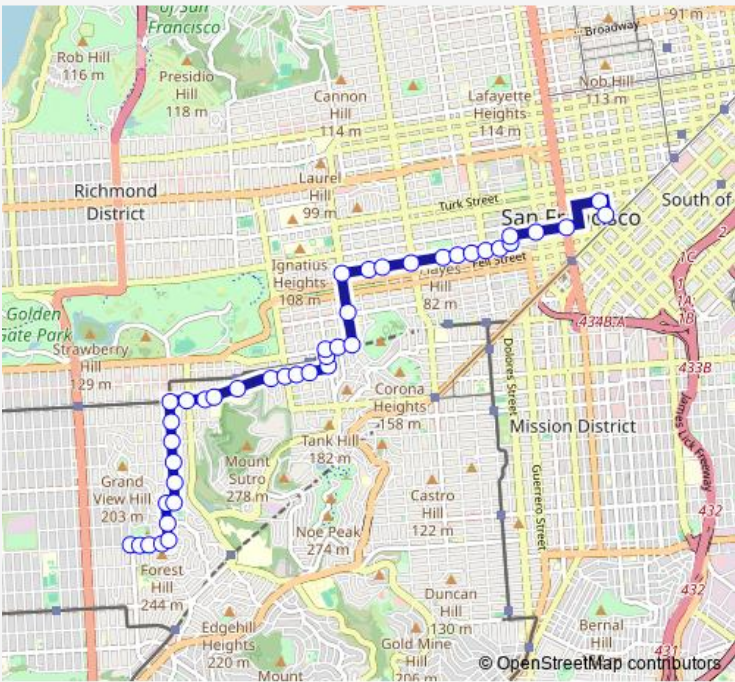 of San
Francisco
91 m
Broadway
Rob Hill
116 m
Presidio
Hill
118 m
Nob Hill
113 m
Cannon
Hill
114 m
Lafayette
Heights
114 m
Laurel
Hill
99 m
Richmond
District
Turk Street
San Fr
isco
South of
2
Ignatius
Heights
108 m
Hayes
Hill
82 m
Fell Street
1C
1
1A
1B
Golden
Gate Park
Strawberry
Hill
129 m
434B.A
433B
Dolores Street
James Lick Freeway
Corona
Heights
158 m
Mission District
Tank Hill
182 m
Mount
Sutro
278 m
Grand
View Hill
203 m
Guerrero Street
Castro
Hill
122 m
432
Noe Peak
274 m
Forest
Hill
244 m
432
Duncan
Hill
130 m
Bernal
Hill
Edgehill
Heights
220 m
Gold Mine
Hill
206 m
Mount
431
© OpenStreetMap contributors